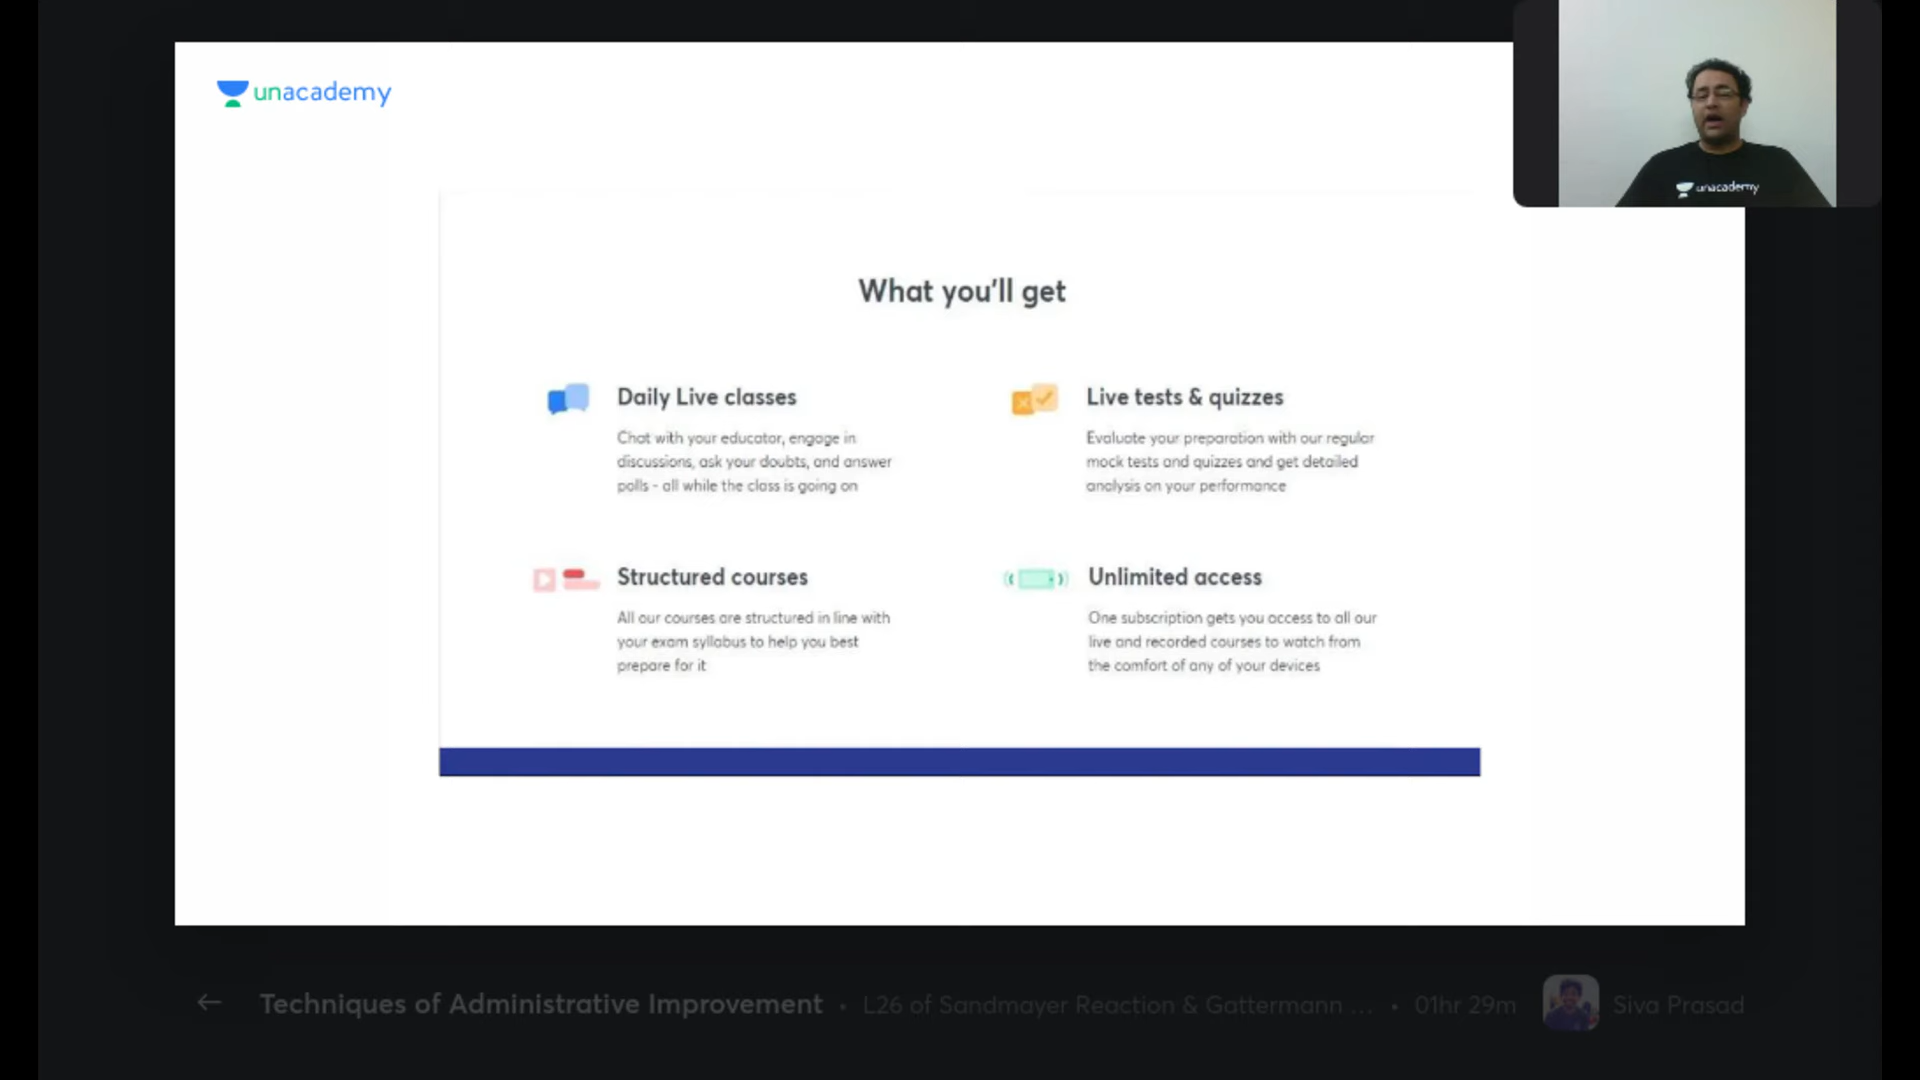 unacademy
unacademy
What you'll get
Daily Live classes
Chat with your educator, engage in
discussions, ask your doubts, and answer
polls - all while the class is going on
Live tests & quizzes
Evaluate your preparation with our regular
mock tests and quizzes and get detailed
analysis on your performance
Structured courses
All our courses are structured in line with
your exam syllabus to help you best
prepare for it
Unlimited access
One subscription gets you access to all our
live and recorded courses to watch from
the comfort of any of your devices
Techniques of Administrative Improvement • L26 of Sandmayer Reaction & Gattermann ... • 01hr 29m Siva Prasad